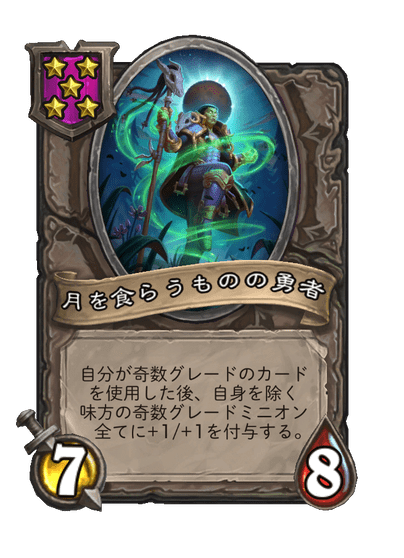 月を食らうものの勇者
自分が奇数グレードのカード
を使用した後、自身を除く
味方の奇数グレードミニオン
全てに+1/+1を付与する。
7
8